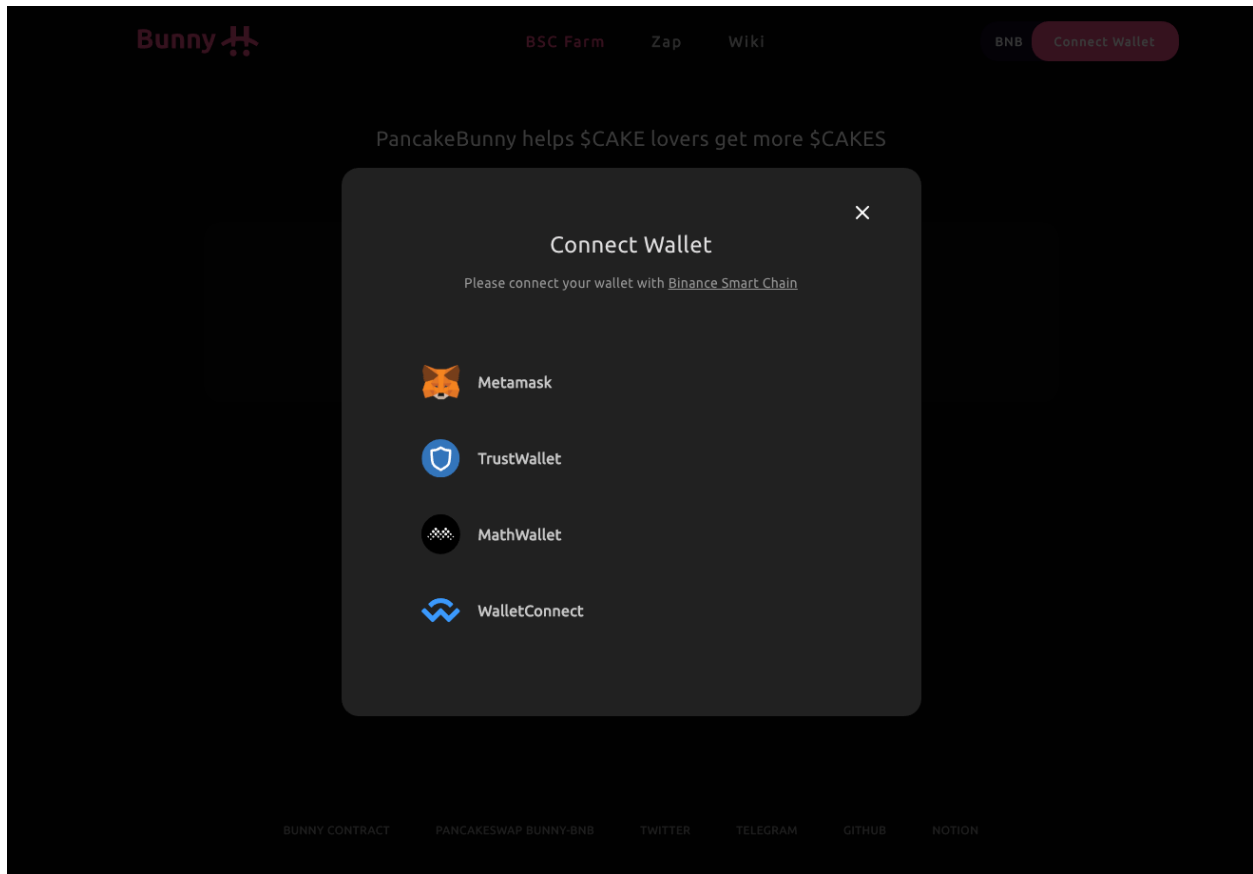 Bunny
BSC Farm Zap Wiki
BNB Connect Wallet
PancakeBunny helps $CAKE lovers get more $CAKES
Connect Wallet
Please connect your wallet with Binance Smart Chain
Metamask
TrustWallet
MathWallet
WalletConnect
BUNNY CONTRACT PANCAKESWAP BUNNY-BNB TWITTER TELEGRAM GITHUB NOTION